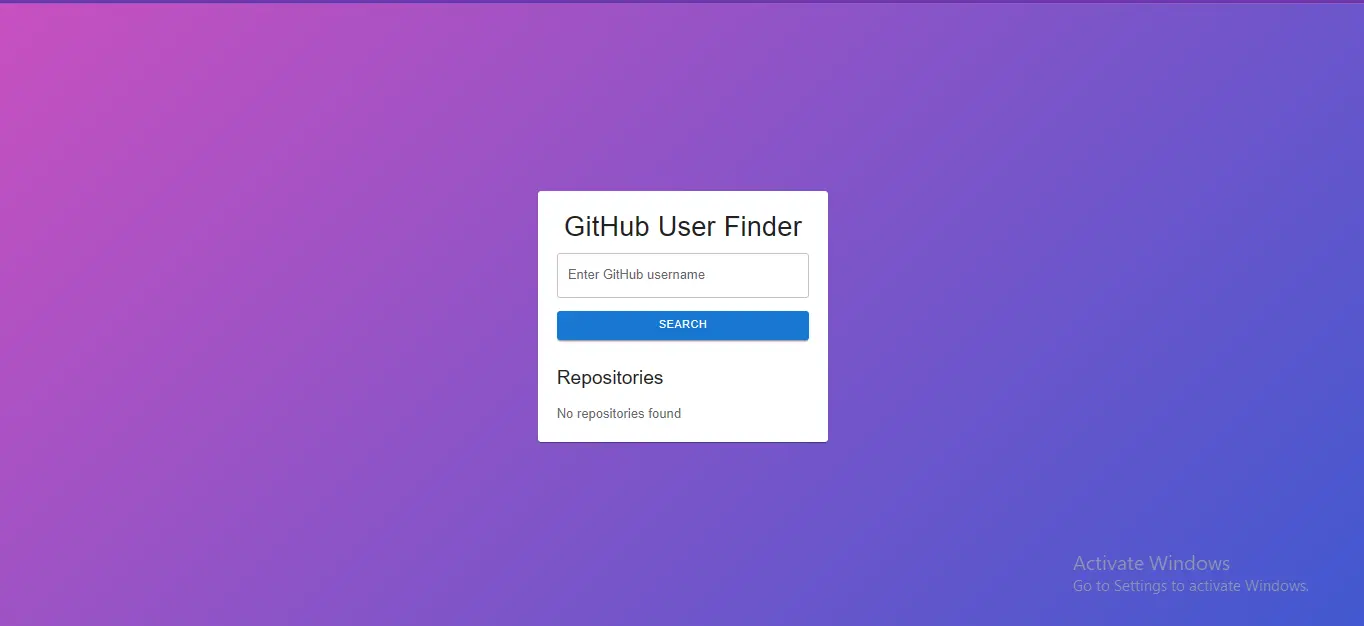 GitHub User Finder
Enter GitHub username
SEARCH
Repositories
No repositories found
Activate Windows
Go to Settings to activate Windows.